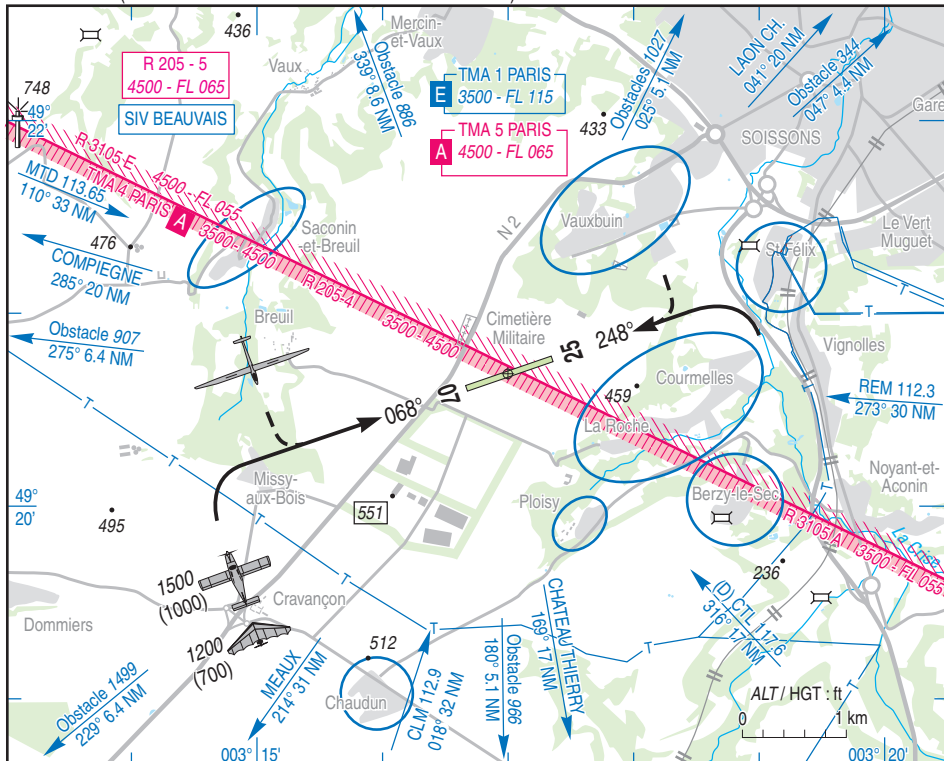 436
Mercin-
et-Vaux
Vaux
R 205 - 5
4500 - FL 065
SIV BEAUVAIS
748
49°
22'
Obstacle 886
339° 8.6 NM
TMA 1 PARIS
E
3500 - FL 115
TMA 5 PARIS
A
4500 - FL 065
Obstacles 1027
025° 5.1 NM
LAON CH.
041° 20 NM
Obstacle 344
047° 4.4 NM
433
SOISSONS
Gare
R 3105 E
4500 - FL 055
TMA 4 PARIS
A
3500 - 4500
R 205-4
3500 - 4500
MTD 113.65
110° 33 NM
476
COMPIEGNE
285° 20 NM
Saconin
-et-Breuil
N 2
Vauxbuin
St Félix
Le Vert
Muguet
T
T
Obstacle 907
275° 6.4 NM
Breuil
Cimetière
Militaire
248°
25
07
068°
Vignolles
459
Courmelles
La Roche
REM 112.3
273° 30 NM
T
T
Missy-
aux-Bois
551
Ploisy
Berzy-le-Sec
Noyant-et-
Aconin
49°
20'
495
T
T
R 3105 A
3500 - FL 055
La Crise
236
1500
(1000)
Cravançon
1200
(700)
Dommiers
512
T
T
T
Chaudun
Obstacle 1499
229° 6.4 NM
MEAUX
214° 31 NM
CLM 112.9
018° 32 NM
Obstacle 966
180° 5.1 NM
CHATEAU THIERRY
169° 17 NM
(D) CTL 117.6
316° 17 NM
ALT / HGT : ft
0
1 km
003° 15'
003° 20'